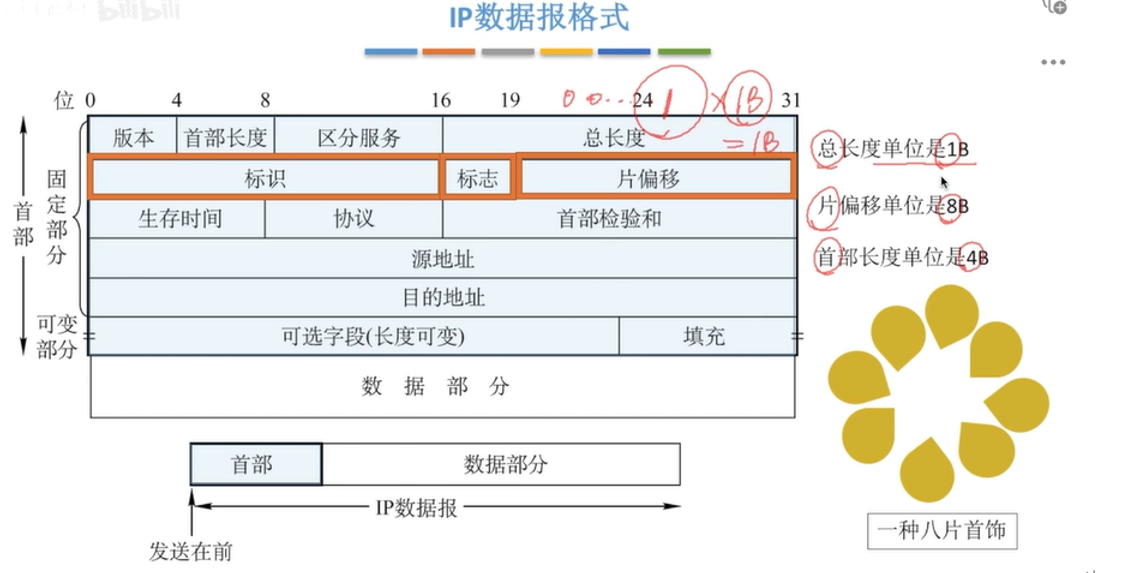 bilibili
IP数据报格式
位 0 4 8 16 19 24 31
0 0... 1 × 1B
= 1B
版本 首部长度 区分服务 总长度
标识 标志 片偏移
生存时间 协议 首部检验和
源地址
目的地址
可选字段(长度可变) 填充
数 据 部 分
首部
固定部分
可变部分
总长度单位是1B
片偏移单位是8B
首部长度单位是4B
一种八片首饰
首部 数据部分
IP数据报
发送在前